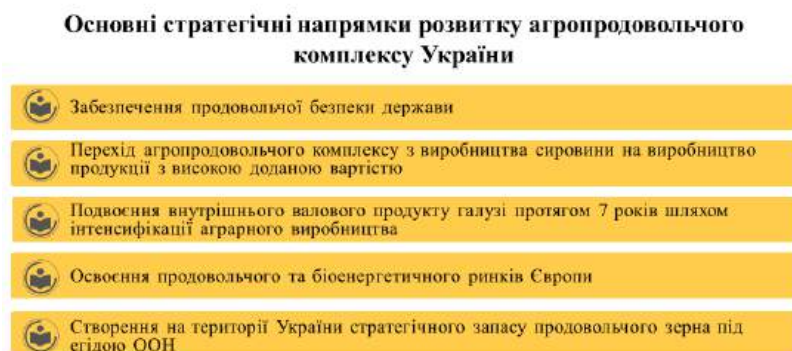 Основні стратегічні напрямки розвитку агропродовольчого
комплексу України
Забезпечення продовольчої безпеки держави
Перехід агропродовольчого комплексу з виробництва сировини на виробництво
продукції з високою доданою вартістю
Подвоєння внутрішнього валового продукту галузі протягом 7 років шляхом
інтенсифікації аграрного виробництва
Освоєння продовольчого та біоенергетичного ринків Європи
Створення на території України стратегічного запасу продовольчого зерна під
егідою ООН